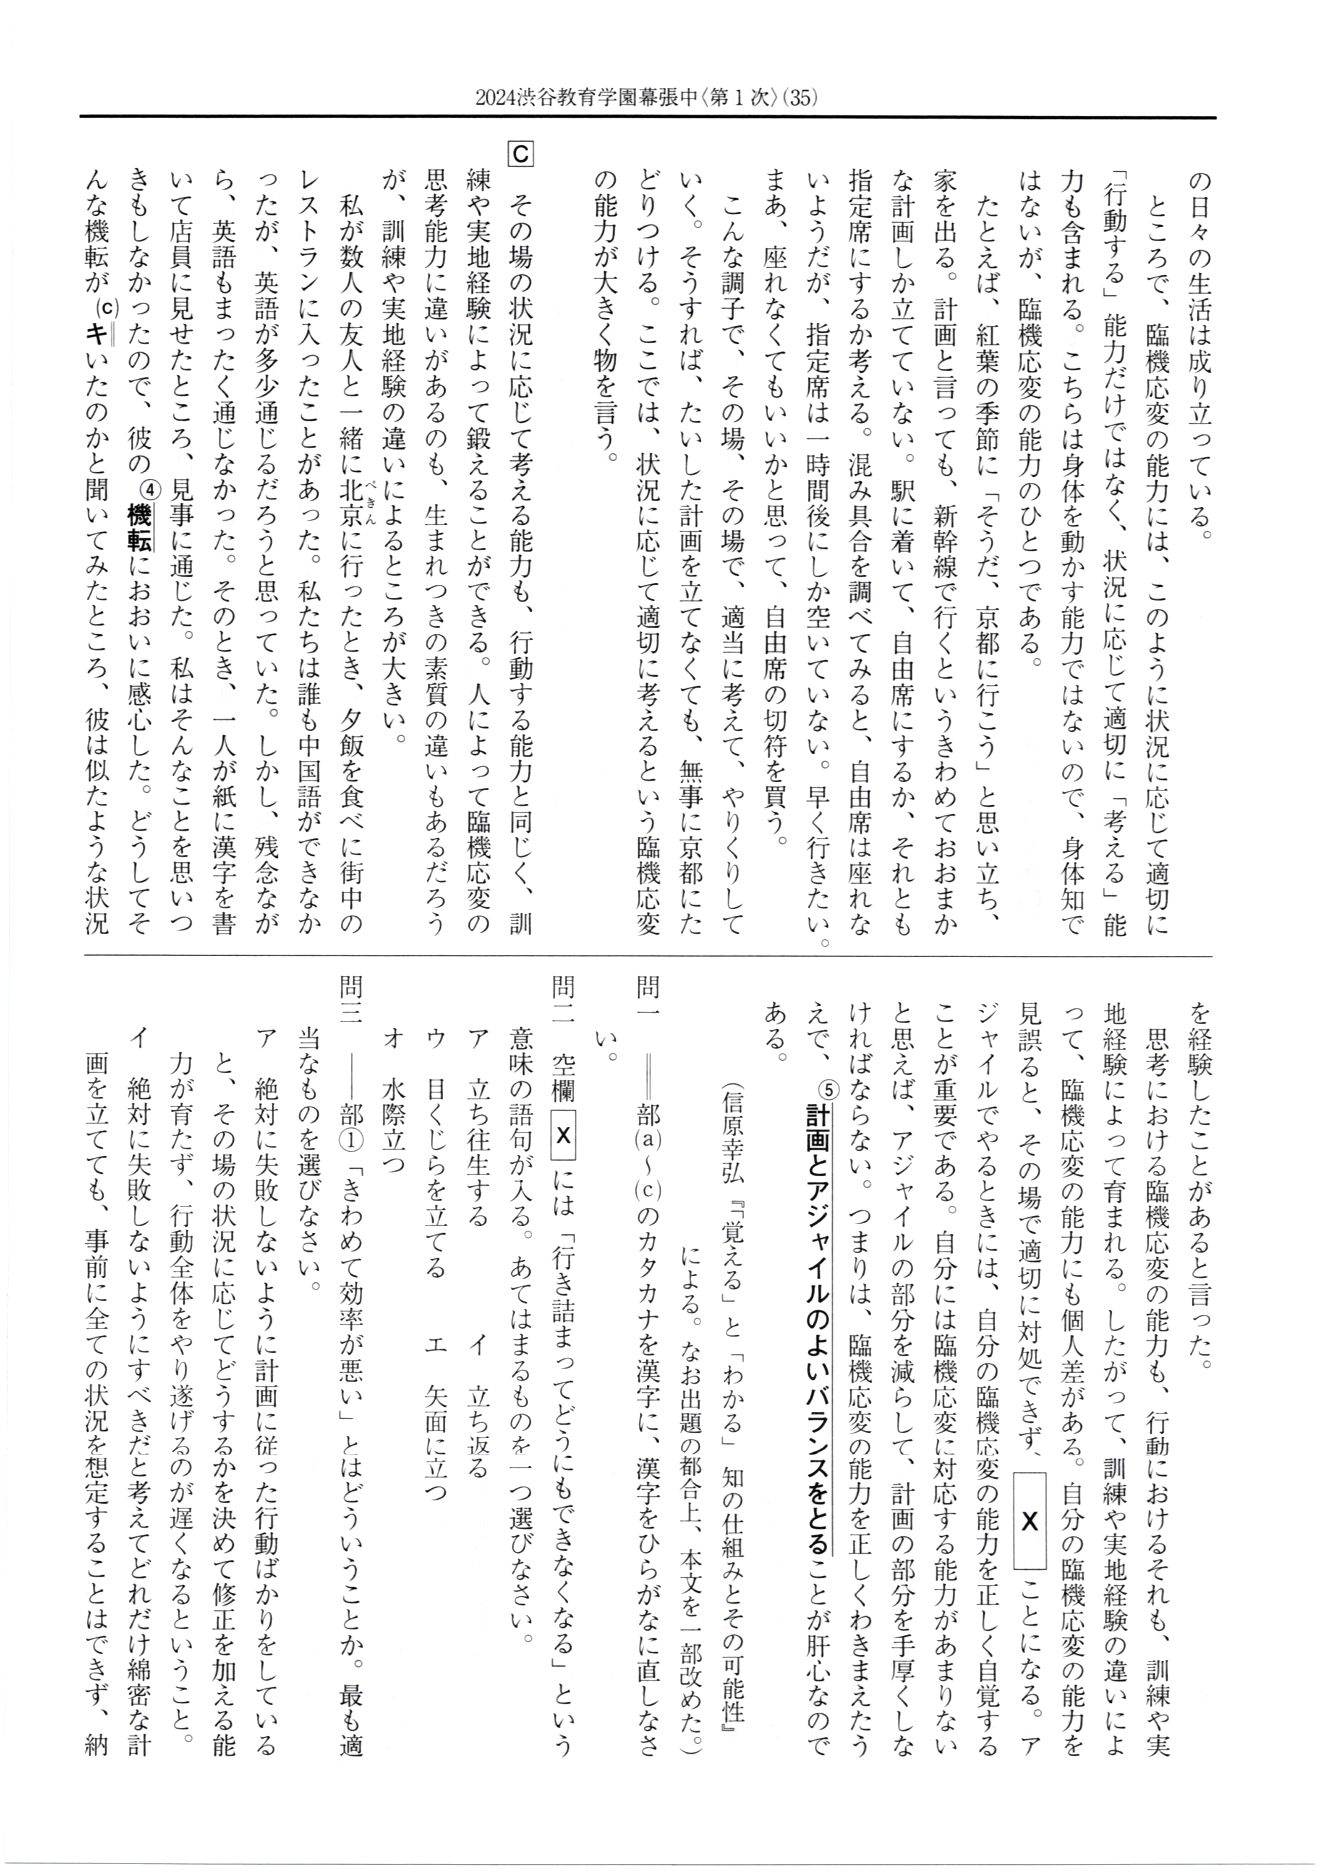 2024渋谷教育学園幕張中〈第1次〉(35)
の日々の生活は成り立っている。
ところで、臨機応変の能力には、このように状況に応じて適切に
「行動する」能力だけではなく、状況に応じて適切に「考える」能
力も含まれる。こちらは身体を動かす能力ではないので、身体知で
はないが、臨機応変の能力のひとつである。
たとえば、紅葉の季節に「そうだ、京都に行こう」と思い立ち、
家を出る。計画と言っても、新幹線で行くというきわめておおまか
な計画しか立てていない。駅に着いて、自由席にするか、それとも
指定席にするか考える。混み具合を調べてみると、自由席は座れな
いようだが、指定席は一時間後にしか空いていない。早く行きたい。
まあ、座れなくてもいいかと思って、自由席の切符を買う。
こんな調子で、その場、その場で、適当に考えて、やりくりして
いく。そうすれば、たいした計画を立てなくても、無事に京都にた
どりつける。ここでは、状況に応じて適切に考えるという臨機応変
の能力が大きく物を言う。
C その場の状況に応じて考える能力も、行動する能力と同じく、訓
練や実地経験によって鍛えることができる。人によって臨機応変の
思考能力に違いがあるのも、生まれつきの素質の違いもあるだろう
が、訓練や実地経験の違いによるところが大きい。
私が数人の友人と一緒に北京に行ったとき、夕飯を食べに街中の
ぺきん
レストランに入ったことがあった。私たちは誰も中国語ができなか
ったが、英語が多少通じるだろうと思っていた。しかし、残念なが
ら、英語もまったく通じなかった。そのとき、一人が紙に漢字を書
いて店員に見せたところ、見事に通じた。私はそんなことを思いつ
きもしなかったので、彼の④機転におおいに感心した。どうしてそ
んな機転が(c)キいたのかと聞いてみたところ、彼は似たような状況
を経験したことがあると言った。
思考における臨機応変の能力も、行動におけるそれも、訓練や実
地経験によって育まれる。したがって、訓練や実地経験の違いによ
って、臨機応変の能力にも個人差がある。自分の臨機応変の能力を
見誤ると、その場で適切に対処できず、 X ことになる。ア
ジャイルでやるときには、自分の臨機応変の能力を正しく自覚する
ことが重要である。自分には臨機応変に対応する能力があまりない
と思えば、アジャイルの部分を減らして、計画の部分を手厚くしな
ければならない。つまりは、臨機応変の能力を正しくわきまえたう
えで、⑤計画とアジャイルのよいバランスをとることが肝心なので
ある。
(信原幸弘『「覚える」と「わかる」 知の仕組みとその可能性』
による。なお出題の都合上、本文を一部改めた。)
問一 ══部(a)～(c)のカタカナを漢字に、漢字をひらがなに直しなさ
い。
問二 空欄 X には「行き詰まってどうにもできなくなる」という
意味の語句が入る。あてはまるものを一つ選びなさい。
ア 立ち往生する イ 立ち返る
ウ 目くじらを立てる エ 矢面に立つ
オ 水際立つ
問三 ──部①「きわめて効率が悪い」とはどういうことか。最も適
当なものを選びなさい。
ア 絶対に失敗しないように計画に従った行動ばかりをしている
と、その場の状況に応じてどうするかを決めて修正を加える能
力が育たず、行動全体をやり遂げるのが遅くなるということ。
イ 絶対に失敗しないようにすべきだと考えてどれだけ綿密な計
画を立てても、事前に全ての状況を想定することはできず、納